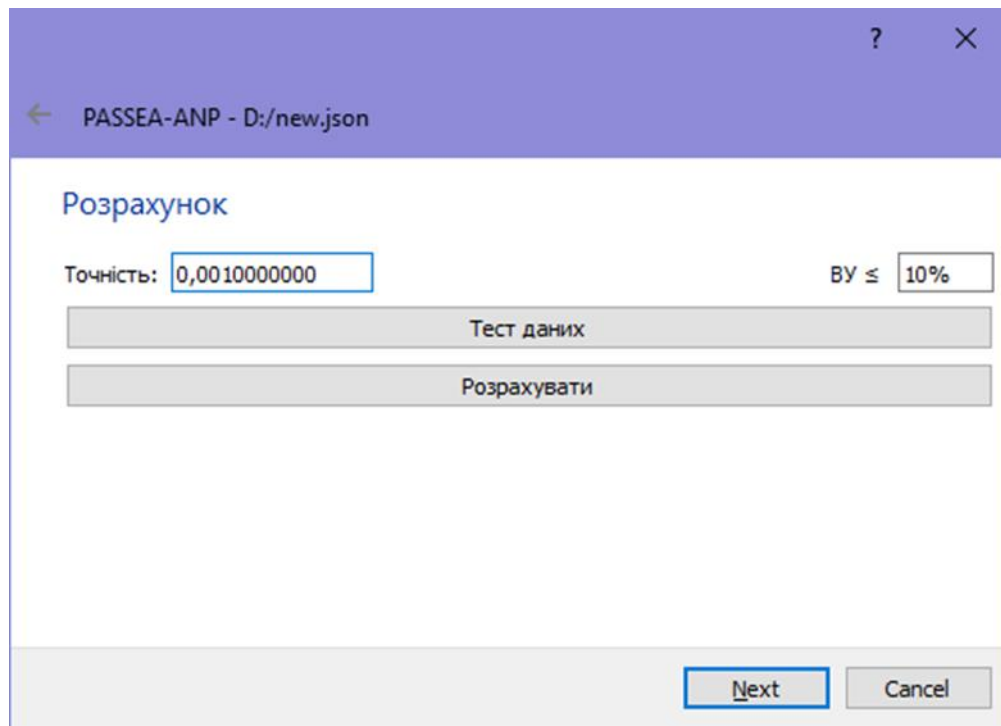 ?
PASSEA-ANP - D:/new.json
Розрахунок
Точність: 0,0010000000 ВУ ≤ 10%
Тест даних
Розрахувати
Next Cancel